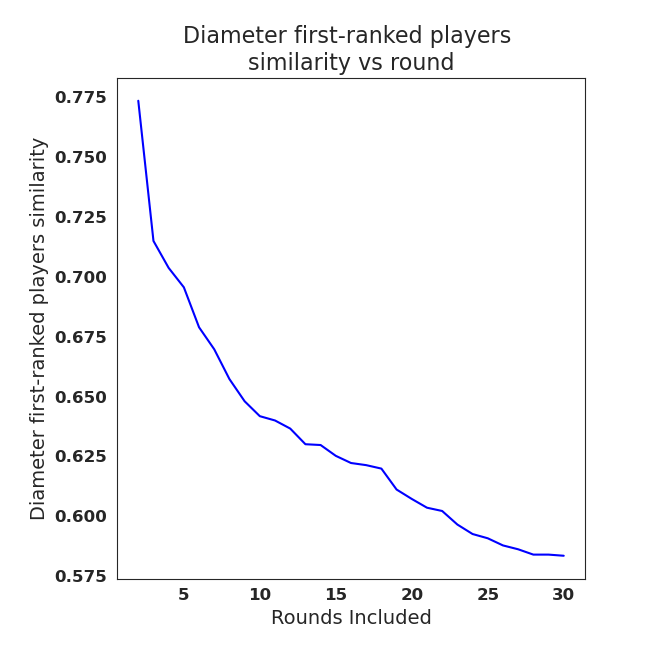 Diameter first-ranked players
similarity vs round
Diameter first-ranked players similarity
0.775
0.750
0.725
0.700
0.675
0.650
0.625
0.600
0.575
5 10 15 20 25 30
Rounds Included